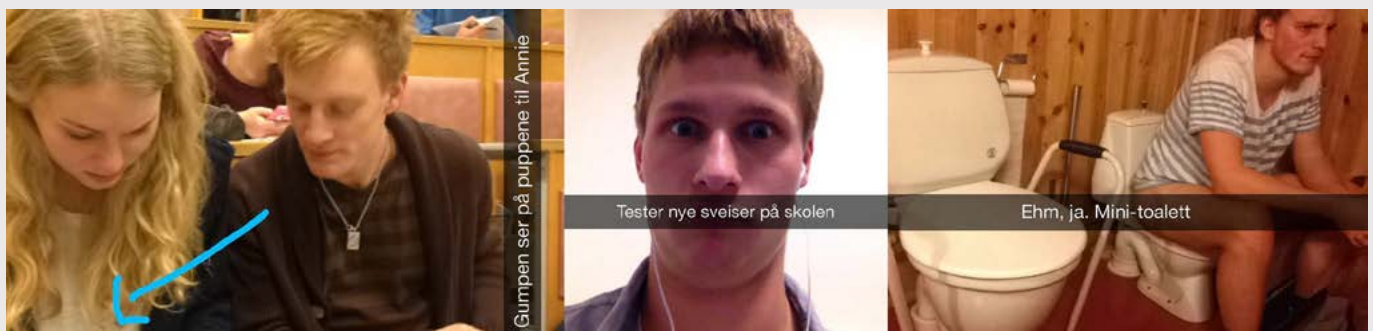 Gumpen ser på puppene til Annie
Tester nye sveiser på skolen
Ehm, ja. Mini-toalett